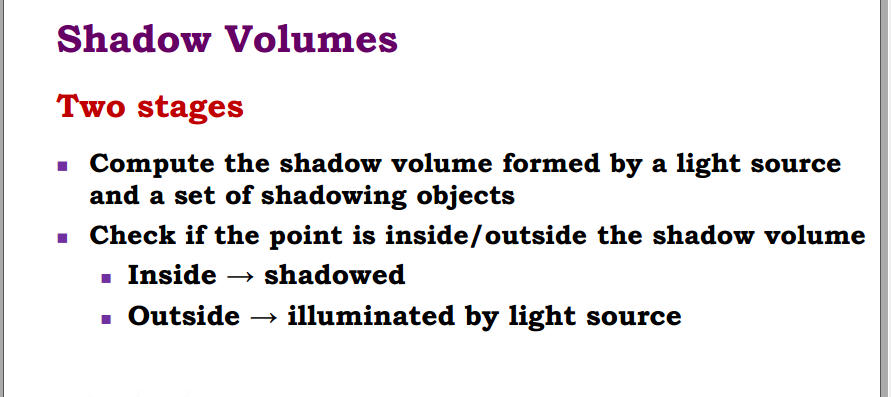 Shadow Volumes
Two stages
▪ Compute the shadow volume formed by a light source
and a set of shadowing objects
▪ Check if the point is inside/outside the shadow volume
▪ Inside → shadowed
▪ Outside → illuminated by light source